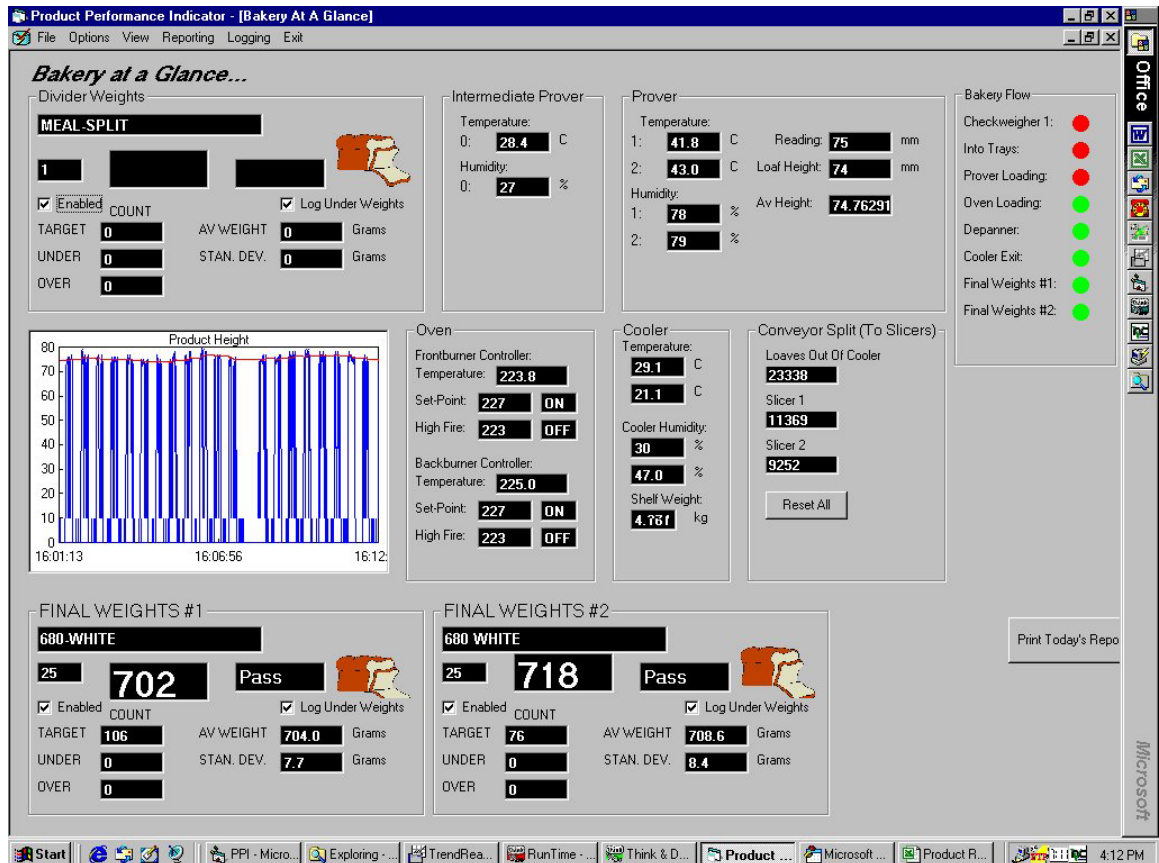 Product Performance Indicator - [Bakery At A Glance]
File Options View Reporting Logging Exit
Bakery at a Glance...
Divider Weights
MEAL-SPLIT
1
Enabled
COUNT
Log Under Weights
TARGET 0 AV WEIGHT 0 Grams
UNDER 0 STAN. DEV. 0 Grams
OVER 0
Intermediate Prover
Temperature:
0: 28.4 C
Humidity:
0: 27 %
Prover
Temperature:
1: 41.8 C Reading: 75 mm
2: 43.0 C Loaf Height: 74 mm
Humidity:
1: 78 % Av Height: 74.76291
2: 79 %
Bakery Flow
Checkweigher 1:
Into Trays:
Prover Loading:
Oven Loading:
Depanner:
Cooler Exit:
Final Weights #1:
Final Weights #2:
Product Height
80
70
60
50
40
30
20
10
0
16:01:13 16:06:56 16:12:
Oven
Frontburner Controller:
Temperature: 223.8
Set-Point: 227 ON
High Fire: 223 OFF
Backburner Controller:
Temperature: 225.0
Set-Point: 227 ON
High Fire: 223 OFF
Cooler
Temperature:
29.1 C
21.1 C
Cooler Humidity:
30 %
47.0 %
Shelf Weight:
kg
Conveyor Split (To Slicers)
Loaves Out Of Cooler
23338
Slicer 1
11369
Slicer 2
9252
Reset All
FINAL WEIGHTS #1
680-WHITE
25 702 Pass
Enabled
COUNT
Log Under Weights
TARGET 106 AV WEIGHT 704.0 Grams
UNDER 0 STAN. DEV. 7.7 Grams
OVER 0
FINAL WEIGHTS #2
680 WHITE
25 718 Pass
Enabled
COUNT
Log Under Weights
TARGET 76 AV WEIGHT 708.6 Grams
UNDER 0 STAN. DEV. 8.4 Grams
OVER 0
Print Today's Repo
Office
Microsoft
Start PPI - Micro... Exploring - ... TrendRea... RunTime - ... Think & D... Product ... Microsoft ... Product R... 4:12 PM